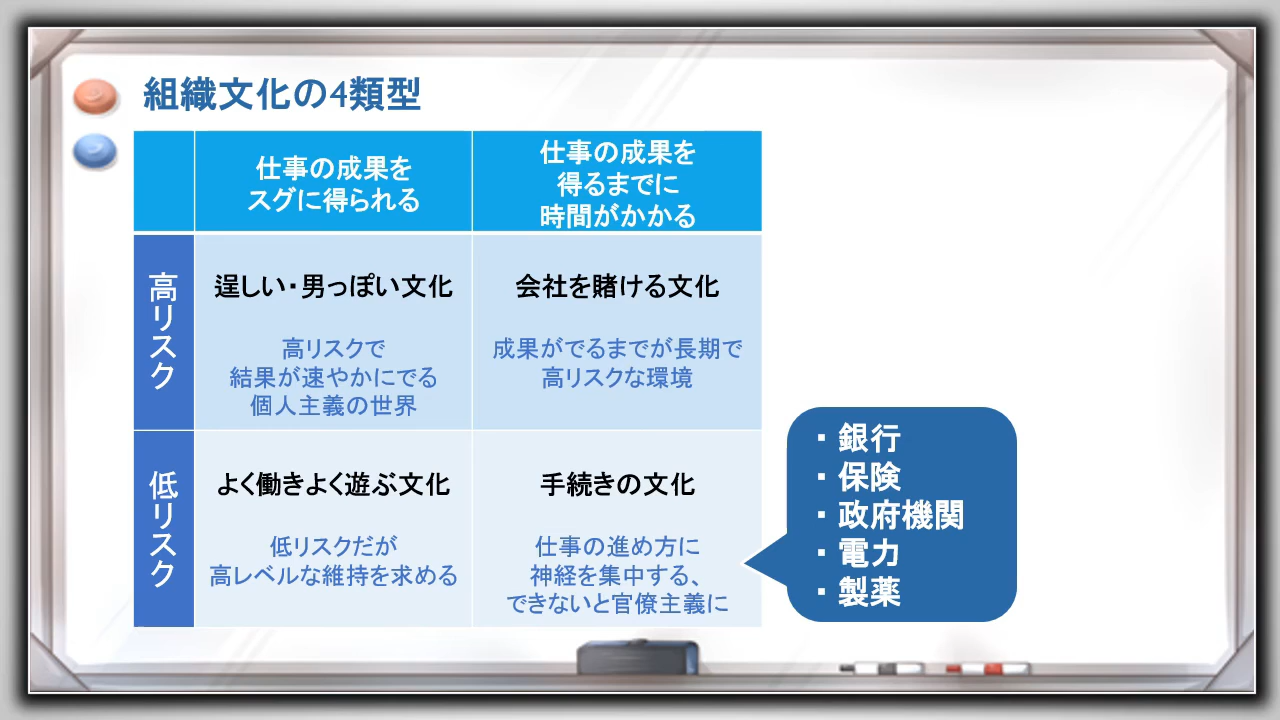 組織文化の4類型
仕事の成果を
スグに得られる
仕事の成果を
得るまでに
時間がかかる
高リスク
逞しい・男っぽい文化
高リスクで
結果が速やかにでる
個人主義の世界
会社を賭ける文化
成果がでるまでが長期で
高リスクな環境
低リスク
よく働きよく遊ぶ文化
低リスクだが
高レベルな維持を求める
手続きの文化
仕事の進め方に
神経を集中する、
できないと官僚主義に
・銀行
・保険
・政府機関
・電力
・製薬